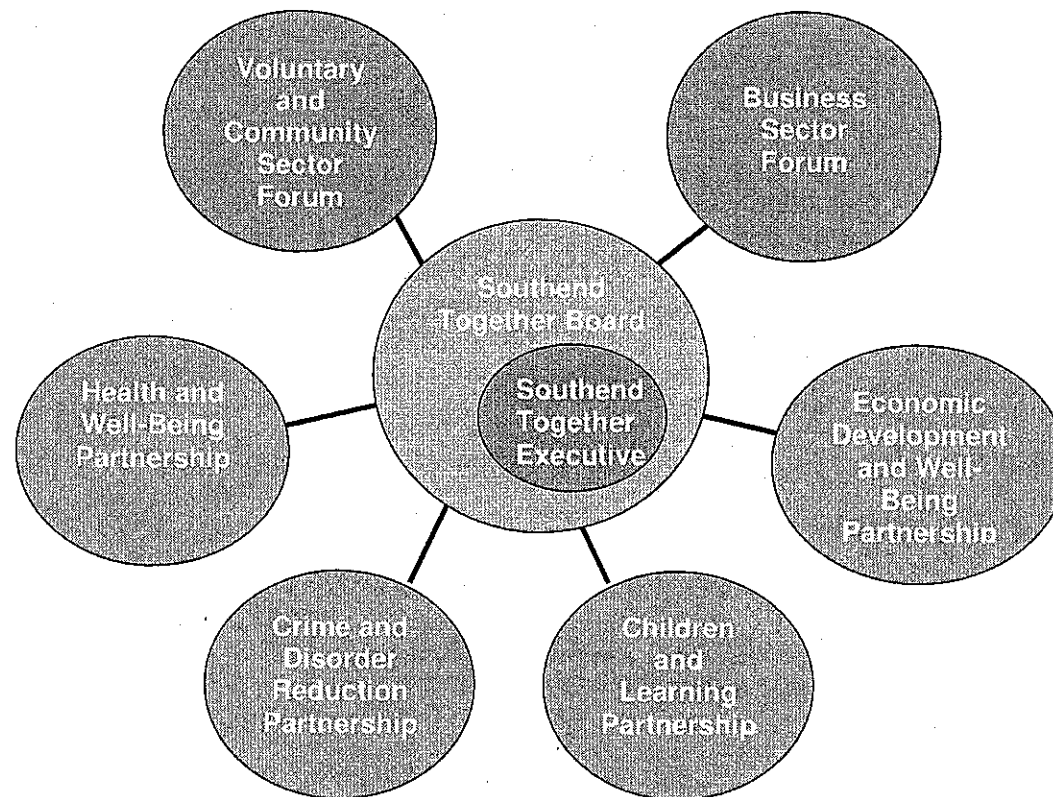 Voluntary
and
Community
Sector
Forum
Business
Sector
Forum
Southend
Together Board
Southend
Together
Executive
Health and
Well-Being
Partnership
Economic
Development
and Well-
Being
Partnership
Crime and
Disorder
Reduction
Partnership
Children
and
Learning
Partnership